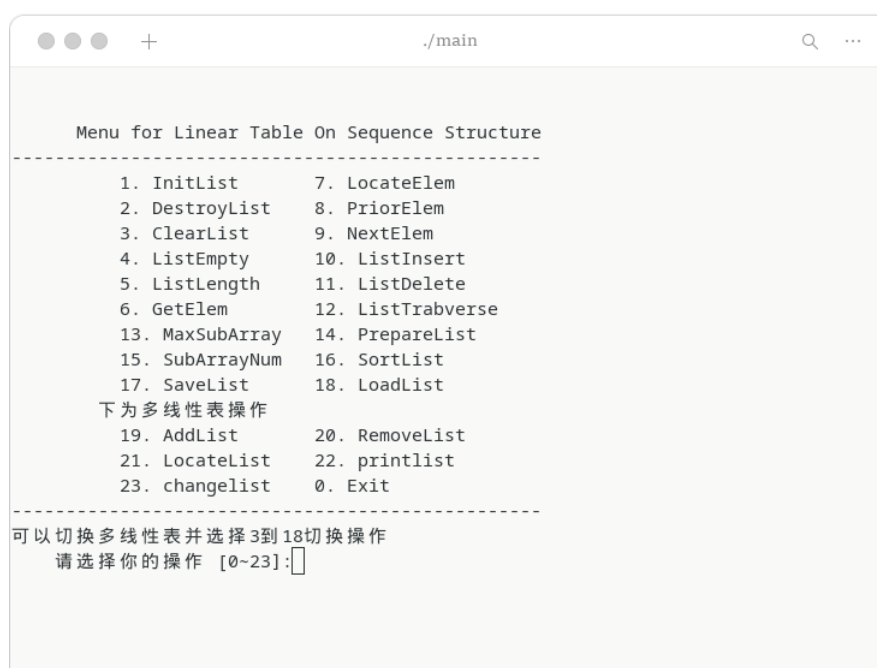 ./main
Menu for Linear Table On Sequence Structure
-------------------------------------------------
1. InitList 7. LocateElem
2. DestroyList 8. PriorElem
3. ClearList 9. NextElem
4. ListEmpty 10. ListInsert
5. ListLength 11. ListDelete
6. GetElem 12. ListTrabverse
13. MaxSubArray 14. PrepareList
15. SubArrayNum 16. SortList
17. SaveList 18. LoadList
下为多线性表操作
19. AddList 20. RemoveList
21. LocateList 22. printlist
23. changelist 0. Exit
-------------------------------------------------
可以切换多线性表并选择3到18切换操作
请选择你的操作 [0~23]: